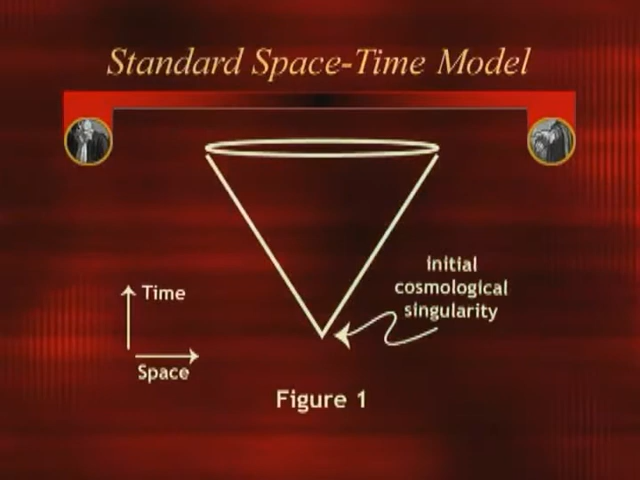 Standard Space-Time Model
initial
cosmological
singularity
Time
Space
Figure 1